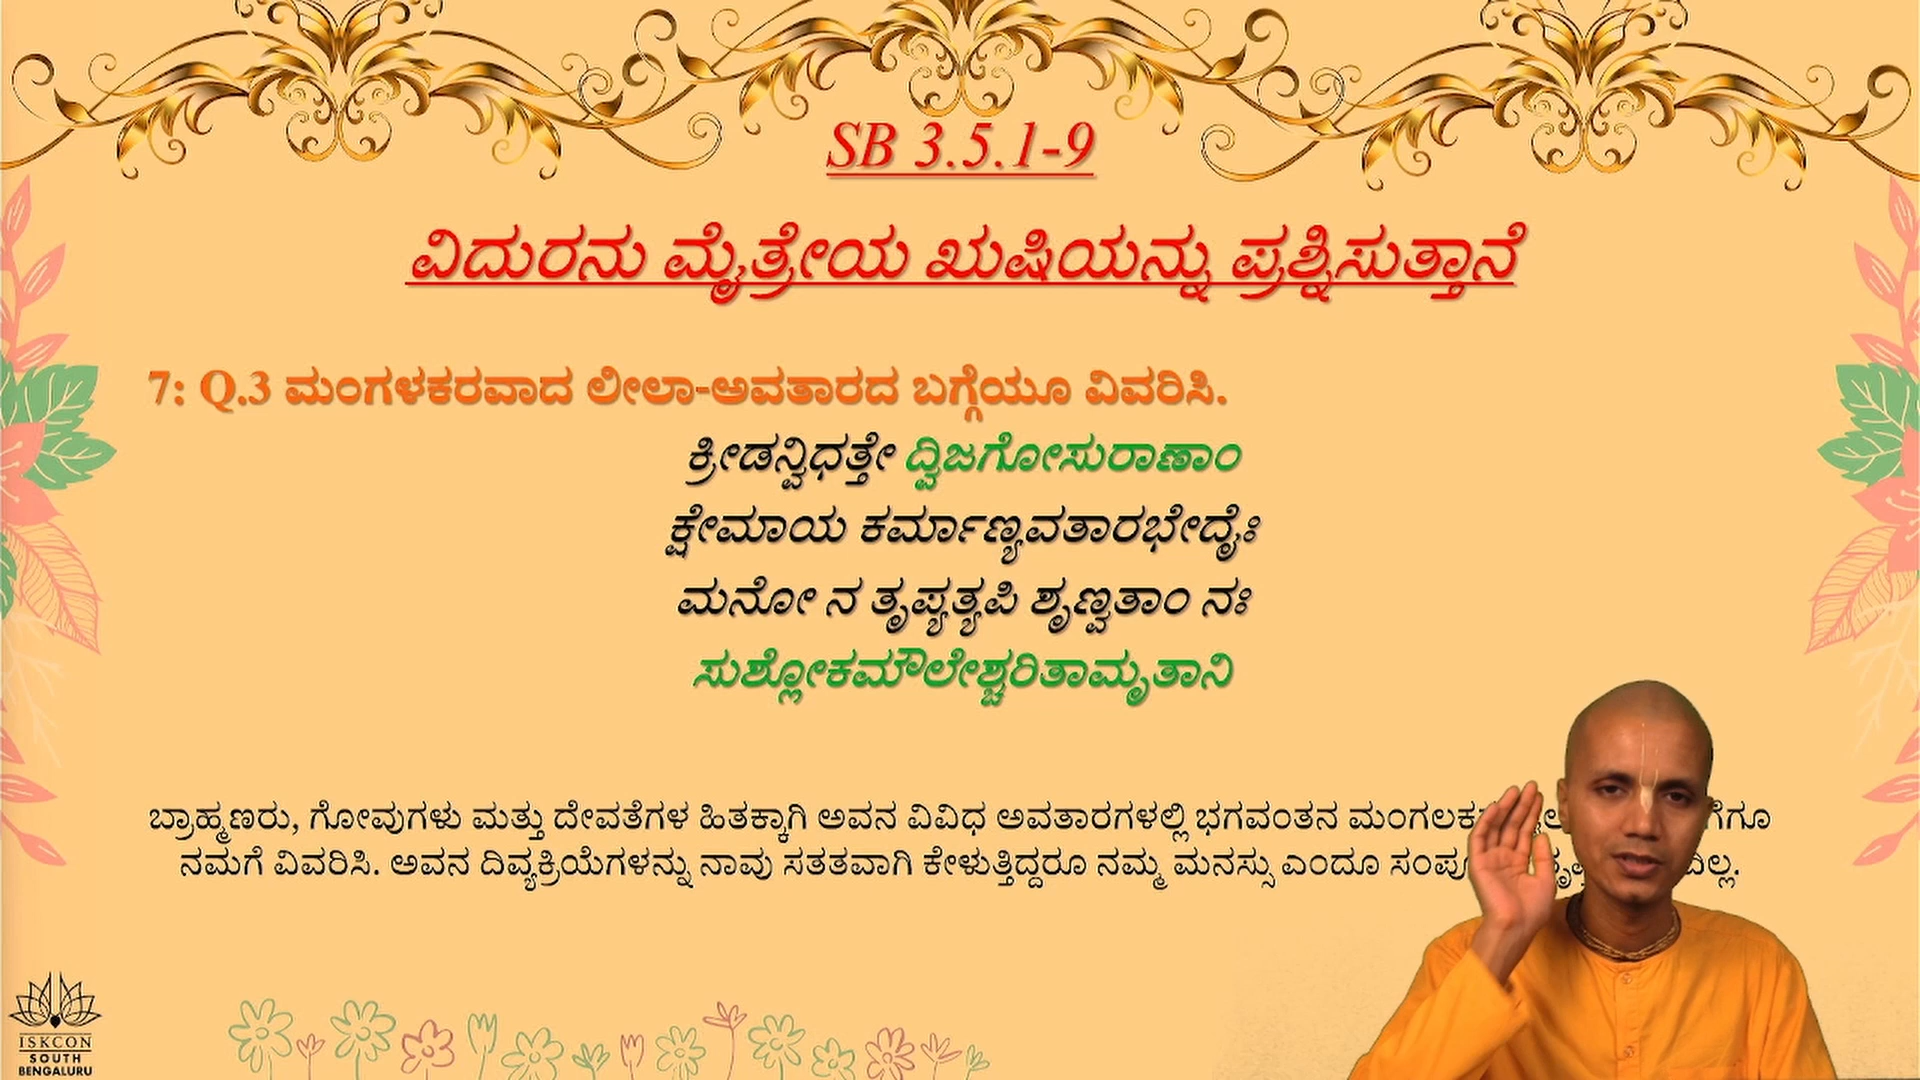 SB 3.5.1-9
ವಿದುರನು ಮೈತ್ರೇಯ ಋಷಿಯನ್ನು ಪ್ರಶ್ನಿಸುತ್ತಾನೆ
7: Q.3 ಮಂಗಳಕರವಾದ ಲೀಲಾ-ಅವತಾರದ ಬಗ್ಗೆಯೂ ವಿವರಿಸಿ.
ಕ್ರೀಡನ್ವಿಧತ್ತೇ ದ್ವಿಜಗೋಸುರಾಣಾಂ
ಕ್ಷೇಮಾಯ ಕರ್ಮಾಣ್ಯವತಾರಭೇದೈಃ
ಮನೋ ನ ತೃಪ್ಯತ್ಯಪಿ ಶೃಣ್ವತಾಂ ನಃ
ಸುಶ್ಲೋಕಮೌಲೇಶ್ಚರಿತಾಮೃತಾನಿ
ಬ್ರಾಹ್ಮಣರು, ಗೋವುಗಳು ಮತ್ತು ದೇವತೆಗಳ ಹಿತಕ್ಕಾಗಿ ಅವನ ವಿವಿಧ ಅವತಾರಗಳಲ್ಲಿ ಭಗವಂತನ
ನಮಗೆ ವಿವರಿಸಿ. ಅವನ ದಿವ್ಯಕ್ರಿಯೆಗಳನ್ನು ನಾವು ಸತತವಾಗಿ ಕೇಳುತ್ತಿದ್ದರೂ ನಮ್ಮ ಮನಸ್ಸು ಎಂದೂ
ISKCON
SOUTH
BENGALURU